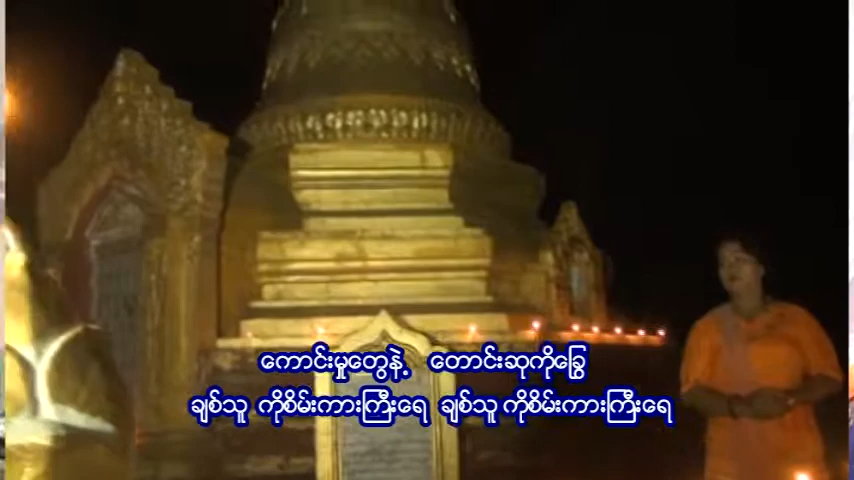 ကောင်းမှုတွေနဲ့ တောင်းဆုကိုခြွေ
ချစ်သူ ကိုစိမ်းကားကြီးရေ ချစ်သူ ကိုစိမ်းကားကြီးရေ